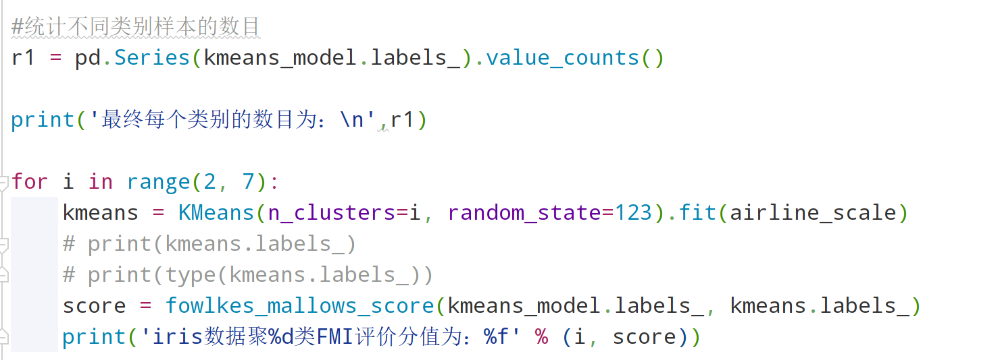 #统计不同类别样本的数目
r1 = pd.Series(kmeans_model.labels_).value_counts()
print('最终每个类别的数目为：\n',r1)
for i in range(2, 7):
    kmeans = KMeans(n_clusters=i, random_state=123).fit(airline_scale)
    # print(kmeans.labels_)
    # print(type(kmeans.labels_))
    score = fowlkes_mallows_score(kmeans_model.labels_, kmeans.labels_)
    print('iris数据聚%d类FMI评价分值为：%f' % (i, score))